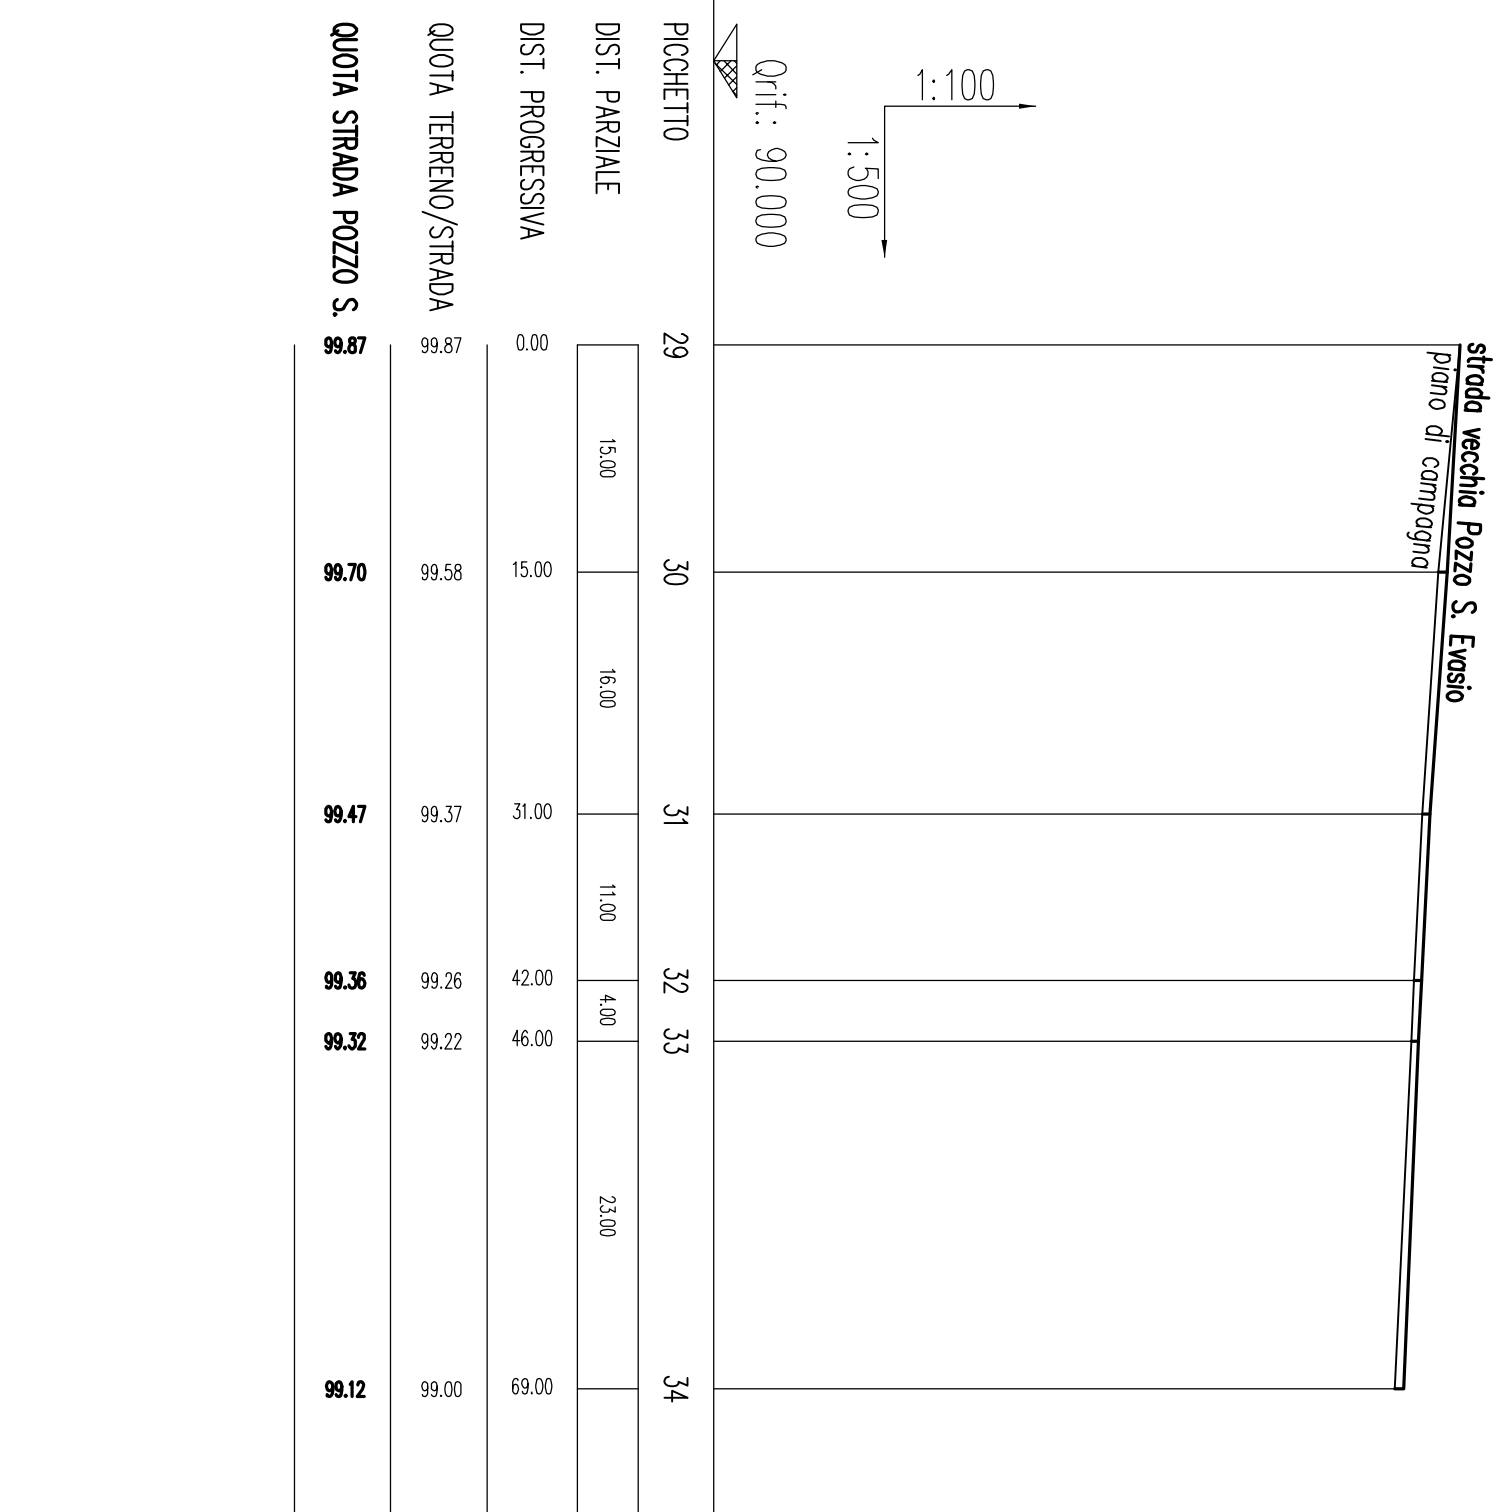 strada vecchia Pozzo S. Evasio
piano di campagna
1:100
1:500
Qrif.: 90.000
PICCHETTO 29 30 31 32 33 34
DIST. PARZIALE 15.00 16.00 11.00 4.00 23.00
DIST. PROGRESSIVA 0.00 15.00 31.00 42.00 46.00 69.00
QUOTA TERRENO/STRADA 99.87 99.58 99.37 99.26 99.22 99.00
QUOTA STRADA POZZO S. 99.87 99.70 99.47 99.36 99.32 99.12